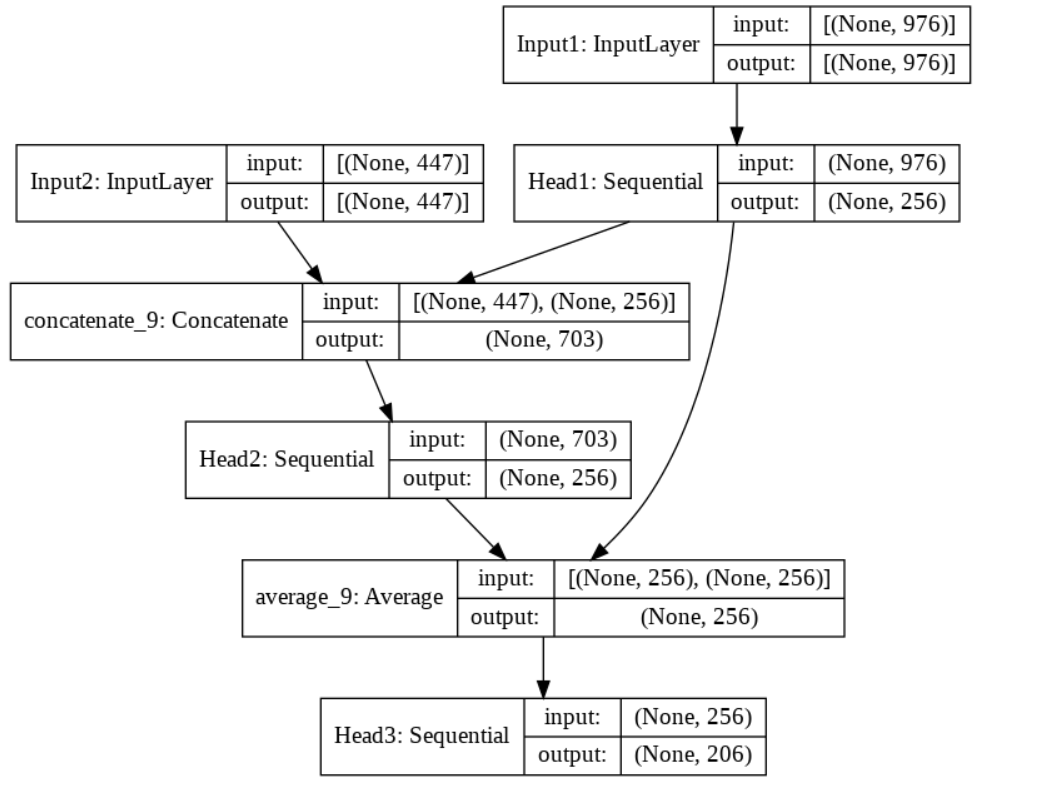 Input1: InputLayer
input:
[(None, 976)]
output:
[(None, 976)]
Input2: InputLayer
input:
[(None, 447)]
output:
[(None, 447)]
Head1: Sequential
input:
(None, 976)
output:
(None, 256)
concatenate_9: Concatenate
input:
[(None, 447), (None, 256)]
output:
(None, 703)
Head2: Sequential
input:
(None, 703)
output:
(None, 256)
average_9: Average
input:
[(None, 256), (None, 256)]
output:
(None, 256)
Head3: Sequential
input:
(None, 256)
output:
(None, 206)